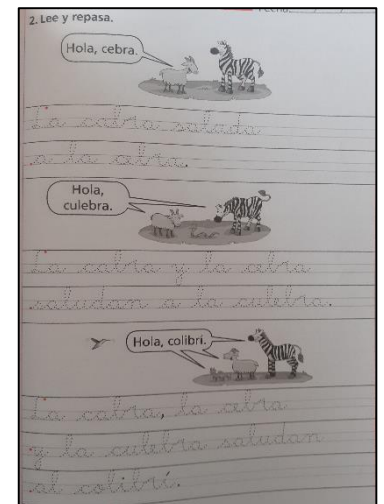 2. Lee y repasa.
Hola, cebra.
La cabra saluda
a la cebra.
Hola,
culebra.
La cabra y la cebra
saludan a la culebra.
Hola, colibrí.
La cabra, la cebra
y la culebra saludan
al colibrí.